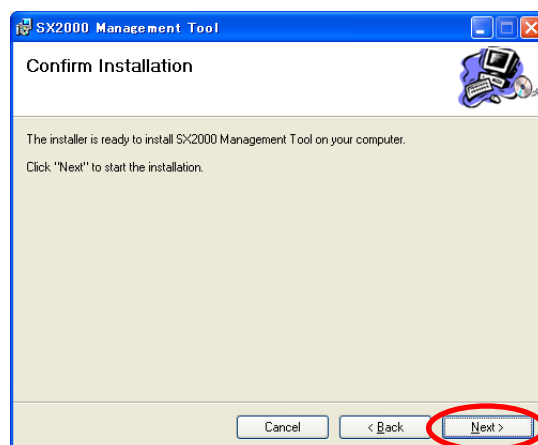 SX2000 Management Tool
Confirm Installation
The installer is ready to install SX2000 Management Tool on your computer.
Click "Next" to start the installation.
Cancel
< Back
Next >